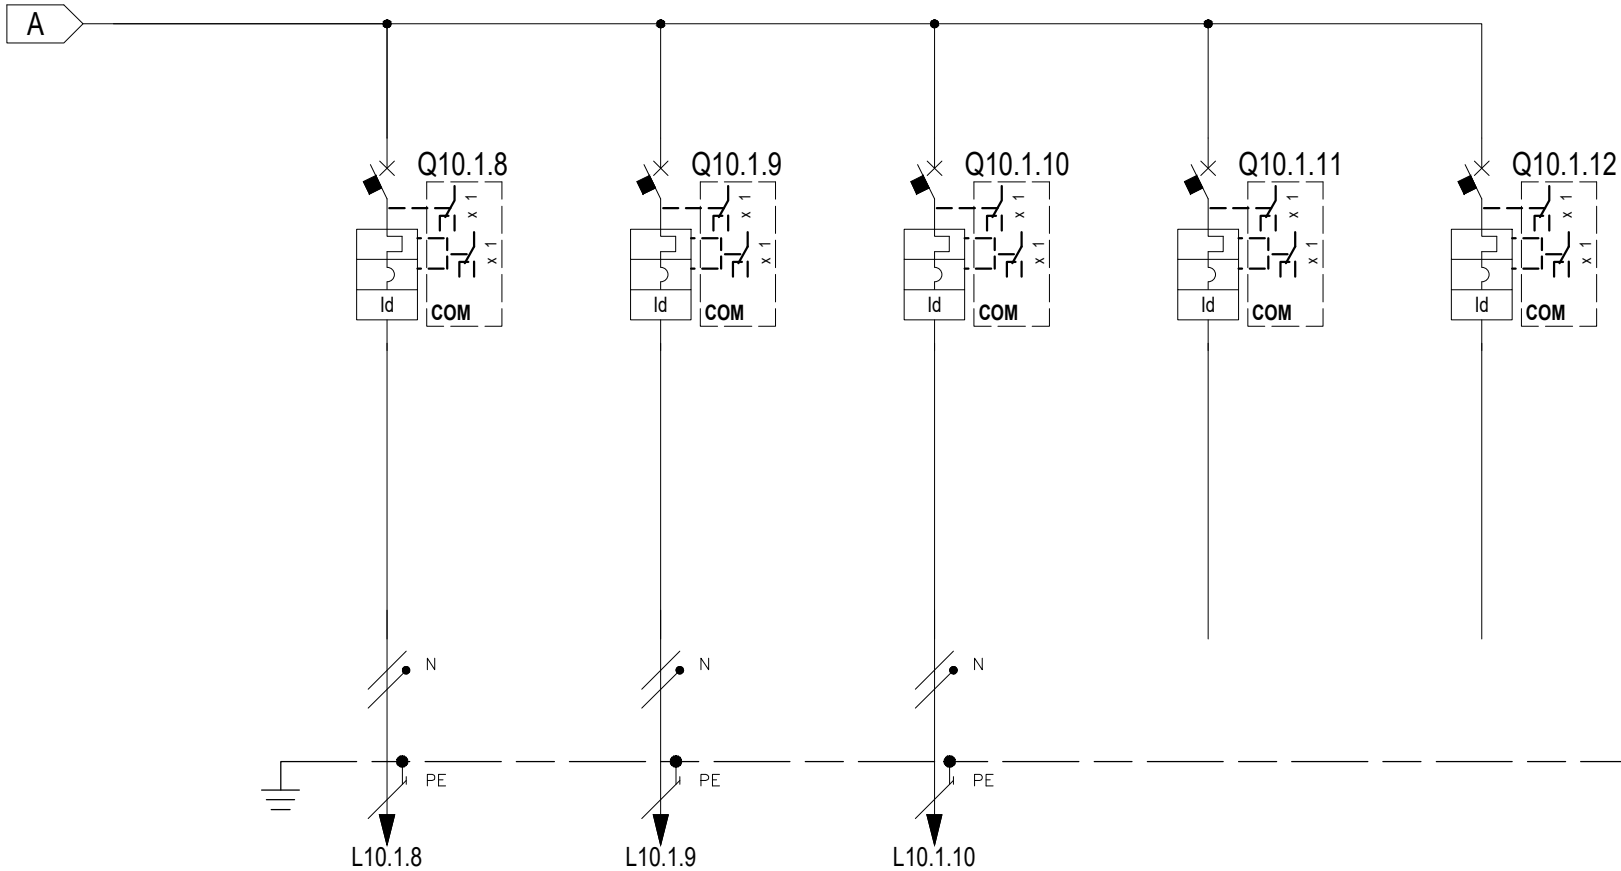 A
Q10.1.8 Q10.1.9 Q10.1.10 Q10.1.11 Q10.1.12
x 1 x 1 x 1 x 1 x 1
x 1 x 1 x 1 x 1 x 1
Id COM Id COM Id COM Id COM Id COM
N N N
PE PE PE
L10.1.8 L10.1.9 L10.1.10